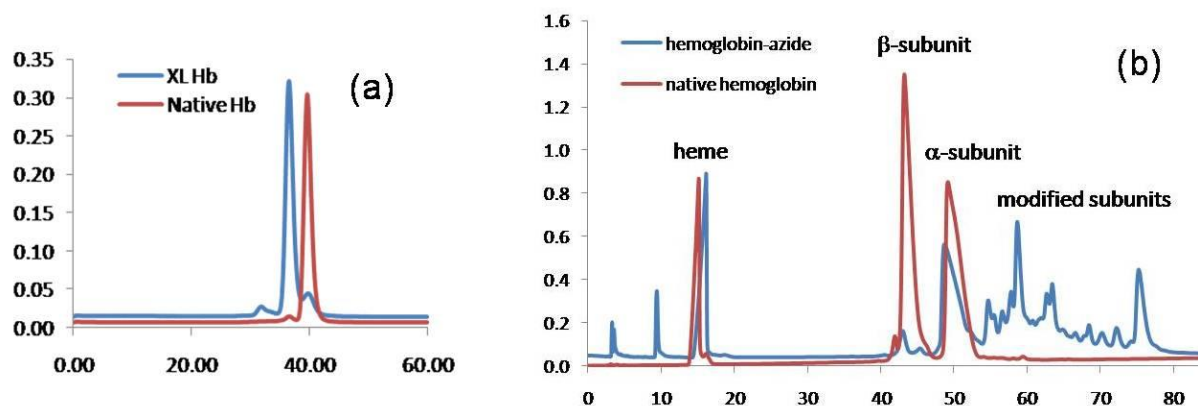 0.35
0.30
0.25
0.20
0.15
0.10
0.05
0.00
XL Hb
Native Hb
(a)
0.00 20.00 40.00 60.00
1.6
1.4
1.2
1.0
0.8
0.6
0.4
0.2
0.0
hemoglobin-azide
native hemoglobin
β-subunit
(b)
heme
α-subunit
modified subunits
0 10 20 30 40 50 60 70 80